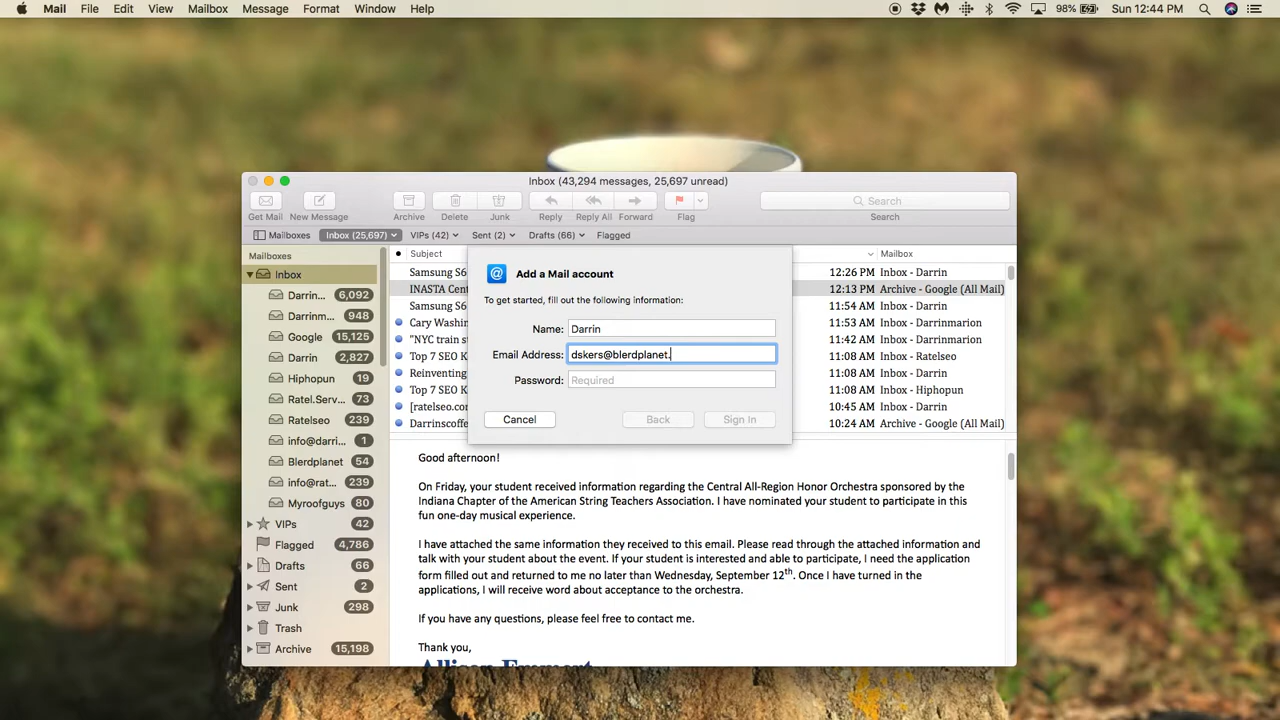 Mail File Edit View Mailbox Message Format Window Help 98% Sun 12:44 PM
Inbox (43,294 messages, 25,697 unread)
Search
Get Mail New Message Archive Delete Junk Reply Reply All Forward Flag Search
Mailboxes Inbox (25,697) VIPs (42) Sent (2) Drafts (66) Flagged
Mailboxes
Inbox
Darrin... 6,092
Darrinm... 948
Google 15,125
Darrin 2,827
Hiphopun 19
Ratel.Serv... 73
Ratelseo 239
info@darri... 1
Blerdplanet 54
info@rat... 239
Myroofguys 80
VIPs 42
Flagged 4,786
Drafts 66
Sent 2
Junk 298
Trash
Archive 15,198
Subject Mailbox
Samsung S6 12:26 PM Inbox - Darrin
INASTA Cent 12:13 PM Archive - Google (All Mail)
Samsung S6 11:54 AM Inbox - Darrin
Cary Washin 11:53 AM Inbox - Darrinmarion
"NYC train s 11:42 AM Inbox - Darrinmarion
Top 7 SEO K 11:08 AM Inbox - Ratelseo
Reinventing 11:08 AM Inbox - Darrinmarion
Top 7 SEO K 11:08 AM Inbox - Hiphopun
[ratelseo.co 10:45 AM Inbox - Darrin
Darrinscoffe 10:24 AM Archive - Google (All Mail)
Add a Mail account
To get started, fill out the following information:
Name: Darrin
Email Address: dskers@blerdplanet.
Password: Required
Cancel Back Sign In
Good afternoon!
On Friday, your student received information regarding the Central All-Region Honor Orchestra sponsored by the
Indiana Chapter of the American String Teachers Association. I have nominated your student to participate in this
fun one-day musical experience.
I have attached the same information they received to this email. Please read through the attached information and
talk with your student about the event. If your student is interested and able to participate, I need the application
form filled out and returned to me no later than Wednesday, September 12th. Once I have turned in the
applications, I will receive word about acceptance to the orchestra.
If you have any questions, please feel free to contact me.
Thank you,